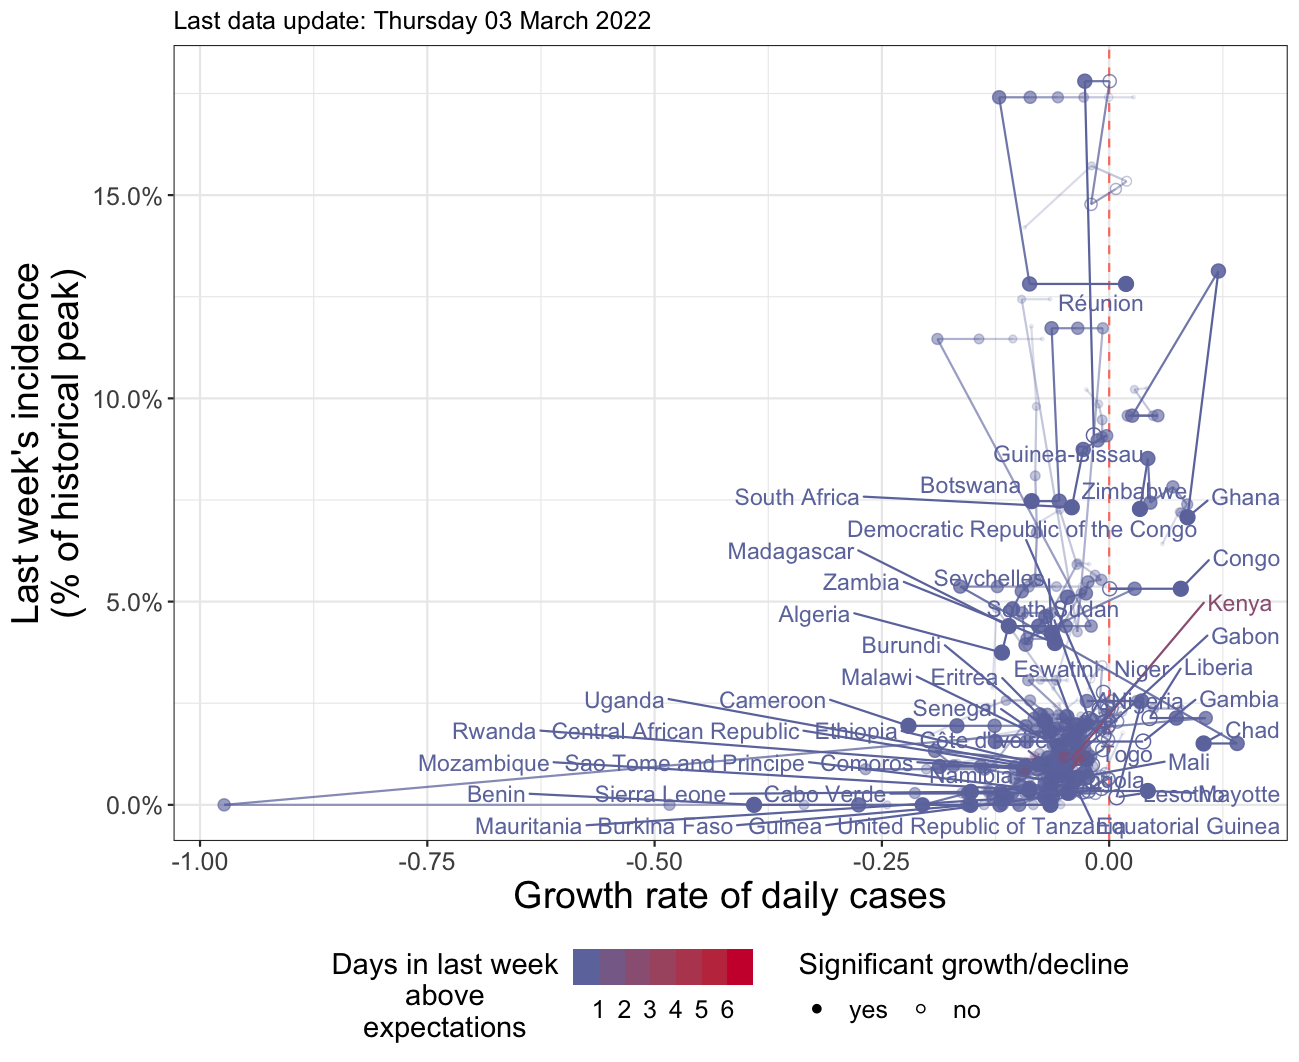 Last data update: Thursday 03 March 2022
Last week's incidence
(% of historical peak)
15.0%
10.0%
5.0%
0.0%
Réunion
Guinea-Bissau
Botswana
Zimbabwe
South Africa
Ghana
Democratic Republic of the Congo
Madagascar
Congo
Zambia
Seychelles
Kenya
Algeria
South Sudan
Gabon
Burundi
Eswatini
Niger
Liberia
Malawi
Eritrea
Uganda
Cameroon
Senegal
Nigeria
Gambia
Rwanda
Central African Republic
Ethiopia
Côte d'Ivoire
Chad
Mozambique
Sao Tome and Principe
Comoros
Togo
Mali
Namibia
Benin
Sierra Leone
Cabo Verde
Lesotho
Mayotte
Mauritania
Burkina Faso
Guinea
United Republic of Tanzania
Equatorial Guinea
-1.00
-0.75
-0.50
-0.25
0.00
Growth rate of daily cases
Days in last week
above
expectations
1 2 3 4 5 6
Significant growth/decline
yes
no